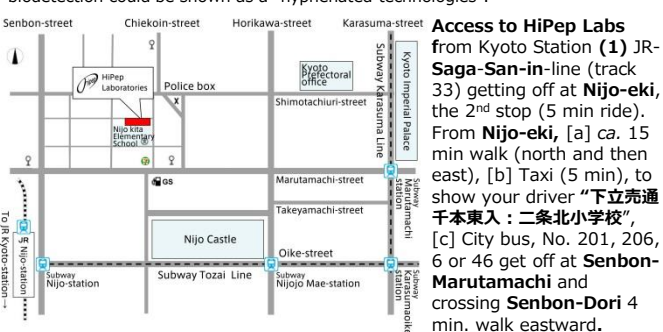 biodetection could be shown as a "hyphenated technologies".
Senbon-street
Chiekoin-street
Horikawa-street
Karasuma-street
HiPep
Laboratories
Police box
X
Kyoto
Prefectoral
office
Subway Karasuma Line
Kyoto Imperial Palace
Shimotachiuri-street
Nijo kita
Elementary
School
GS
Marutamachi-street
Subway
Marutamachi
station
Takeyamachi-street
Nijo Castle
Oike-street
To JR Kyoto-station→
JR
Nijo-station
Subway
Nijo-station
Subway Tozai Line
Subway
Nijojo Mae-station
Subway
Karasumaoike
station
Access to HiPep Labs
from Kyoto Station (1) JR-
Saga-San-in-line (track
33) getting off at Nijo-eki,
the 2nd stop (5 min ride).
From Nijo-eki, [a] ca. 15
min walk (north and then
east), [b] Taxi (5 min), to
show your driver "下立売通
千本東入：二条北小学校",
[c] City bus, No. 201, 206,
6 or 46 get off at Senbon-
Marutamachi and
crossing Senbon-Dori 4
min. walk eastward.